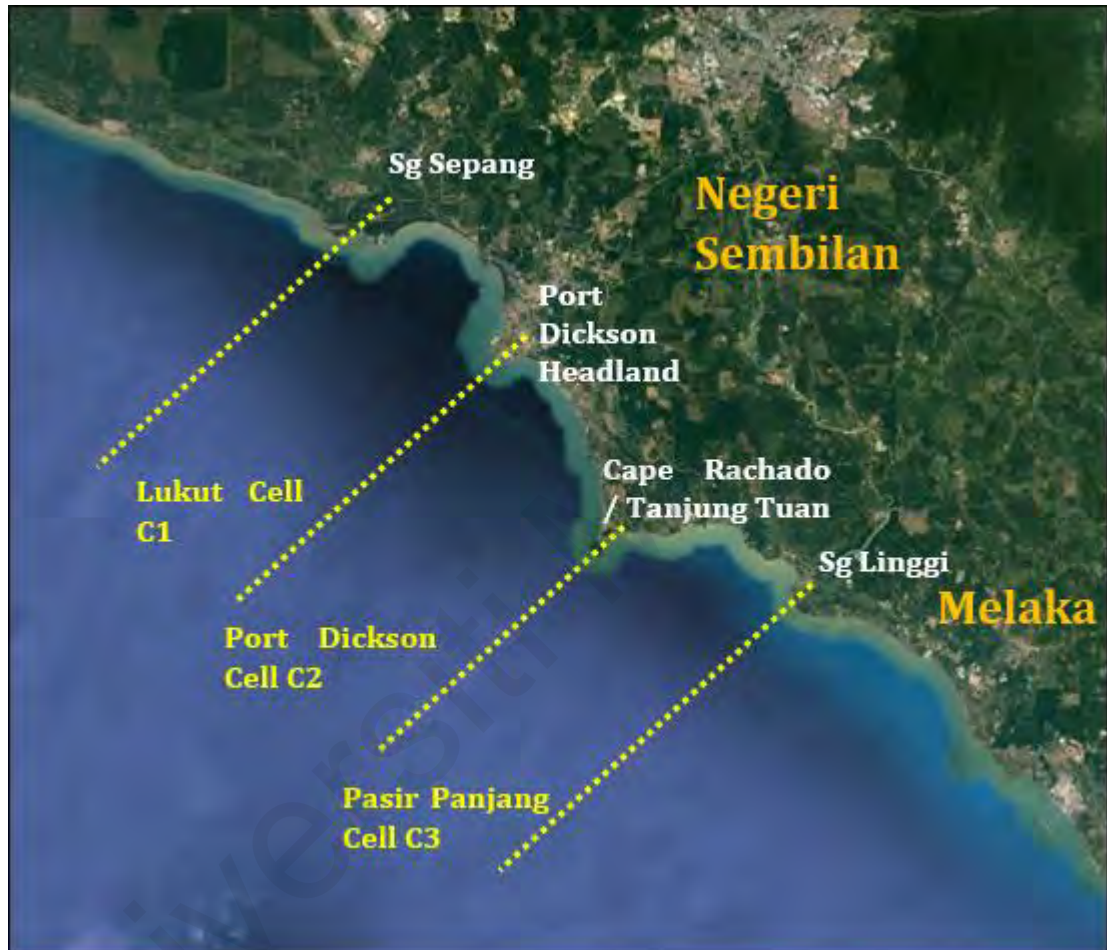 Sg Sepang
Negeri
Sembilan
Port
Dickson
Headland
Cape Rachado
/ Tanjung Tuan
Lukut Cell
C1
Sg Linggi
Melaka
Port Dickson
Cell C2
Pasir Panjang
Cell C3